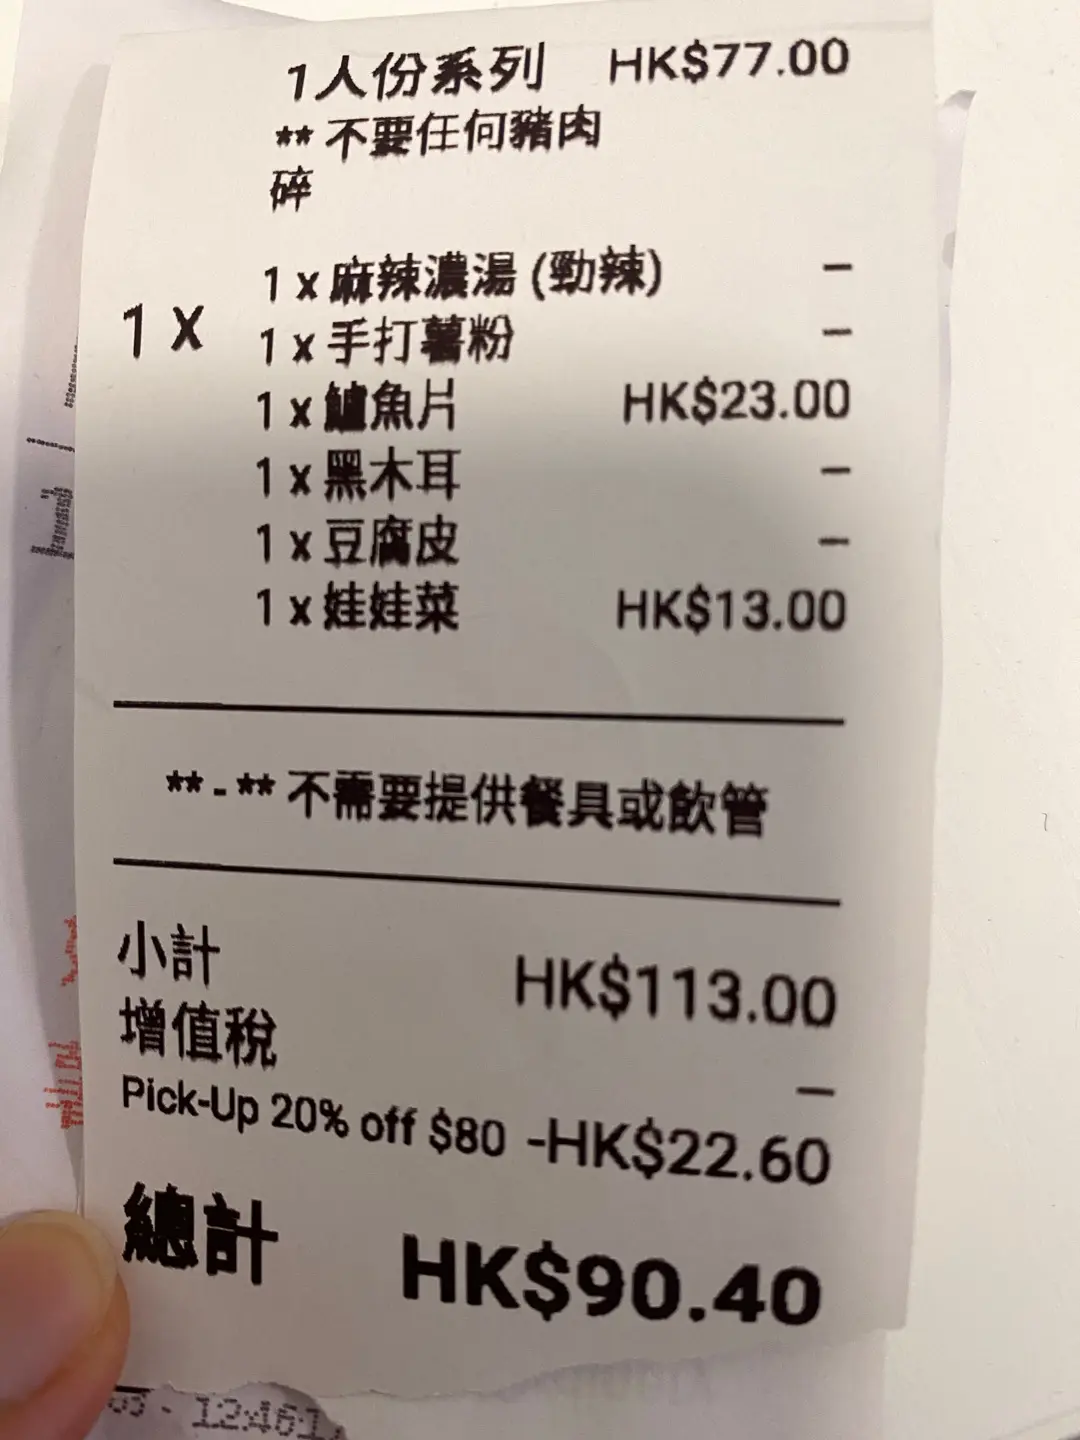 1人份系列 HK$77.00
** 不要任何豬肉
碎
1 x
1 x 麻辣濃湯 (勁辣) –
1 x 手打薯粉 –
1 x 鱸魚片 HK$23.00
1 x 黑木耳 –
1 x 豆腐皮 –
1 x 娃娃菜 HK$13.00
** - ** 不需要提供餐具或飲管
小計 HK$113.00
增值稅 –
Pick-Up 20% off $80 -HK$22.60
總計 HK$90.40